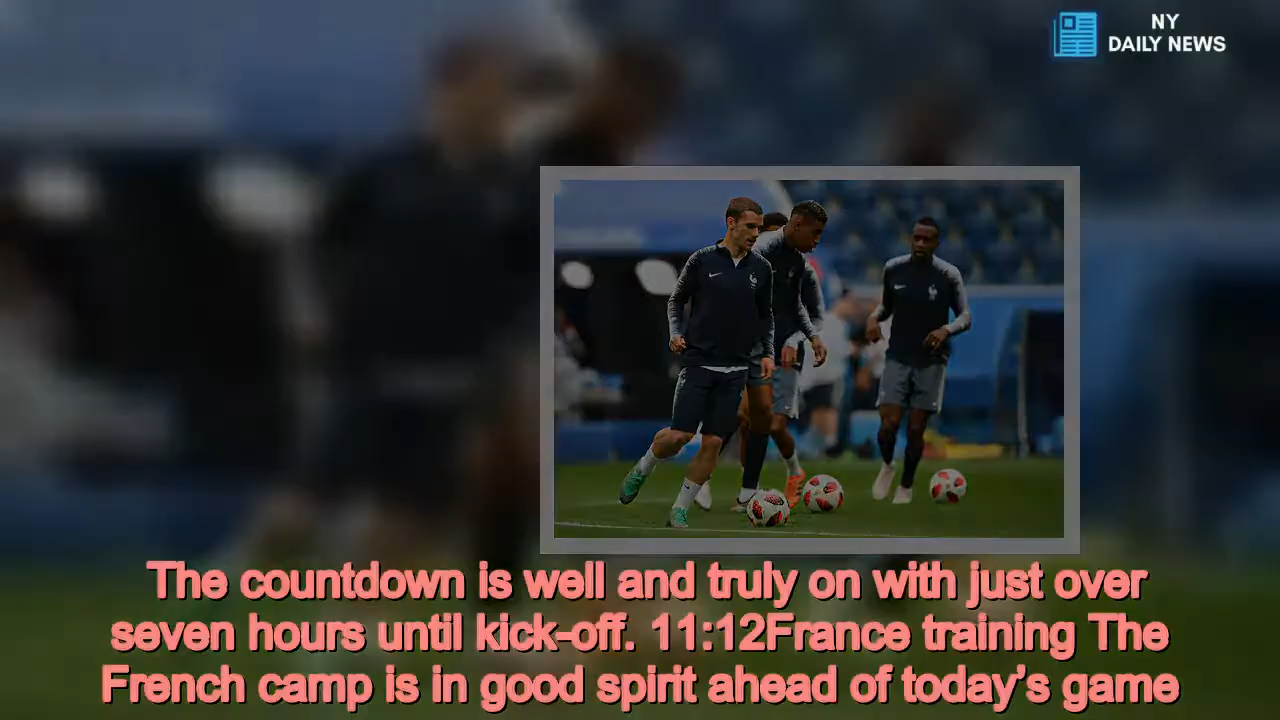 NY
DAILY NEWS
The countdown is well and truly on with just over
seven hours until kick-off. 11:12France training The
French camp is in good spirit ahead of today’s game